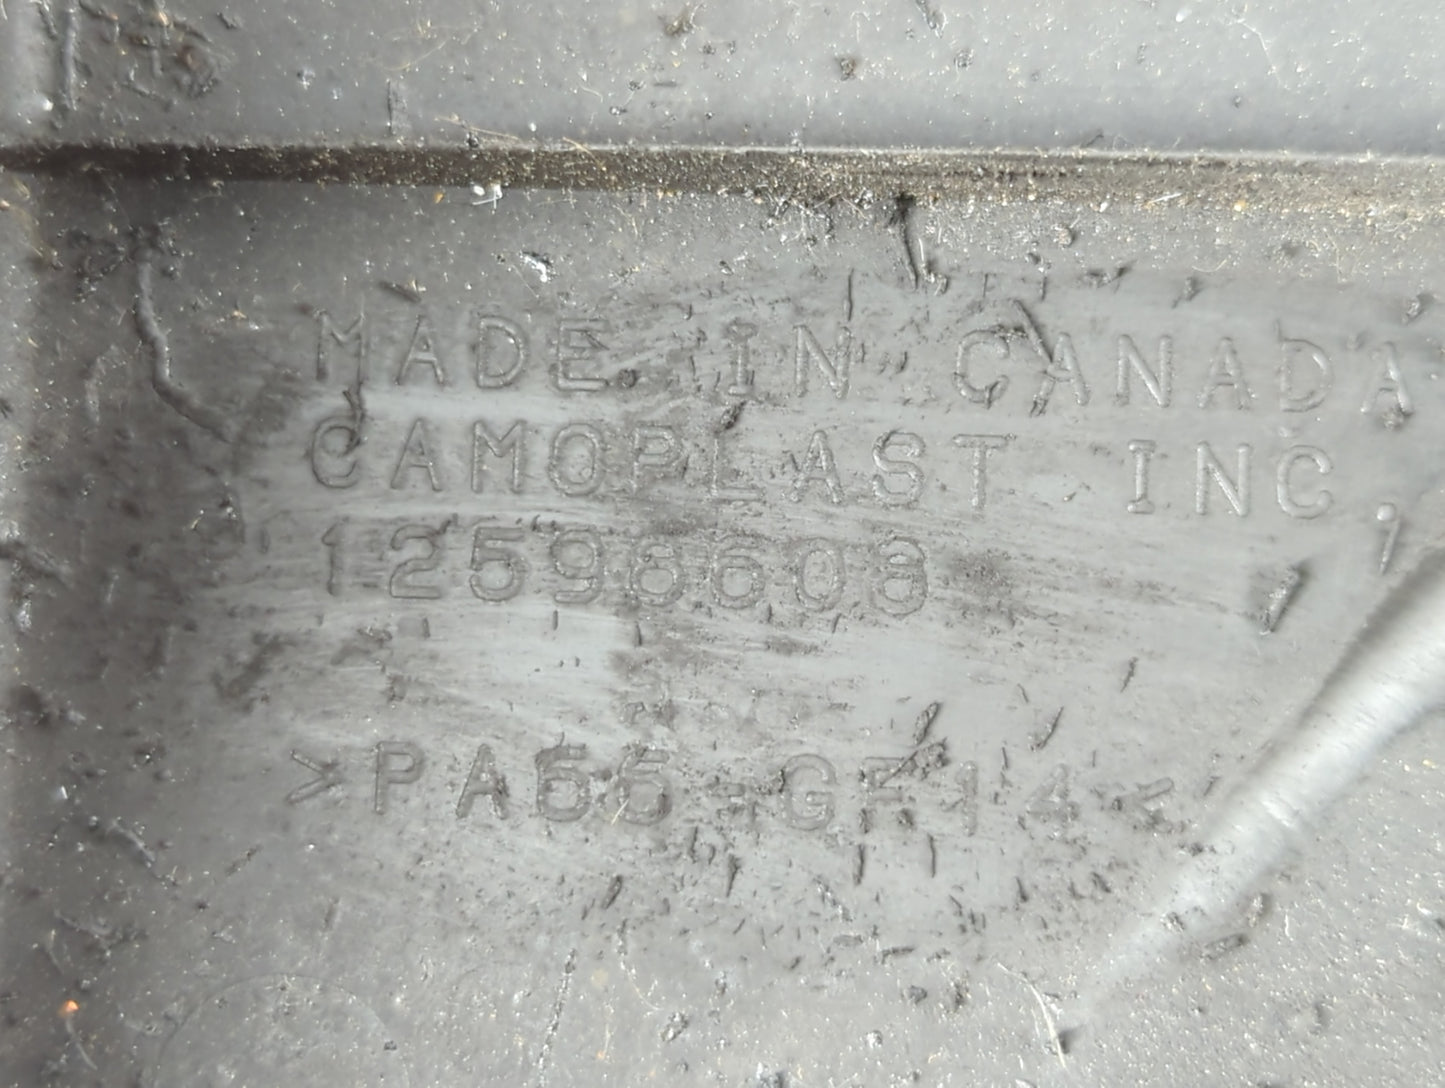 MADE IN CANADA
CAMOPLAST INC.
12596608
>PA66-GF14<